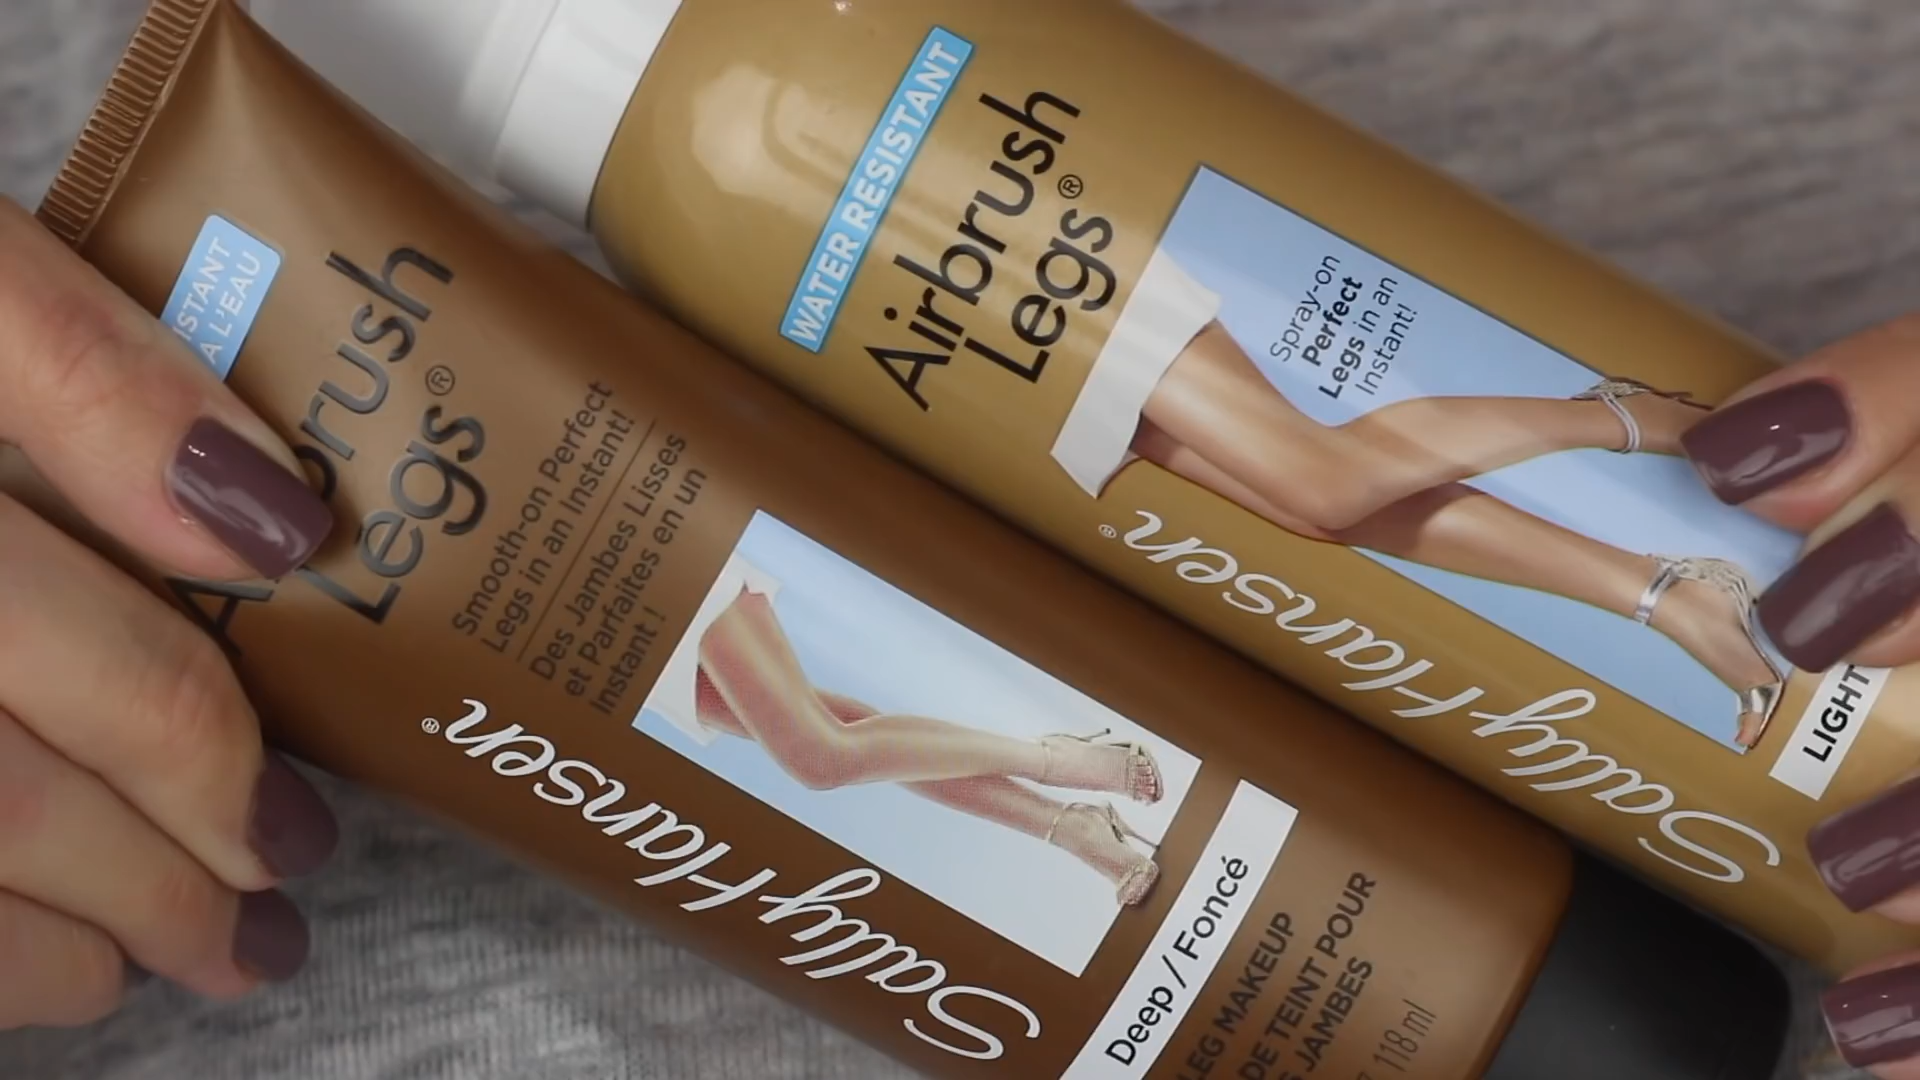 ISTANT
À L'EAU
Airbrush
Legs®
Smooth-on Perfect
Legs in an Instant!
Des Jambes Lisses
et Parfaites en un
Instant !
Sally Hansen®
Deep / Foncé
LEG MAKEUP
DE TEINT POUR
JAMBES
118 ml
WATER RESISTANT
Airbrush
Legs®
Spray-on
Perfect
Legs in an
Instant!
Sally Hansen®
LIGHT